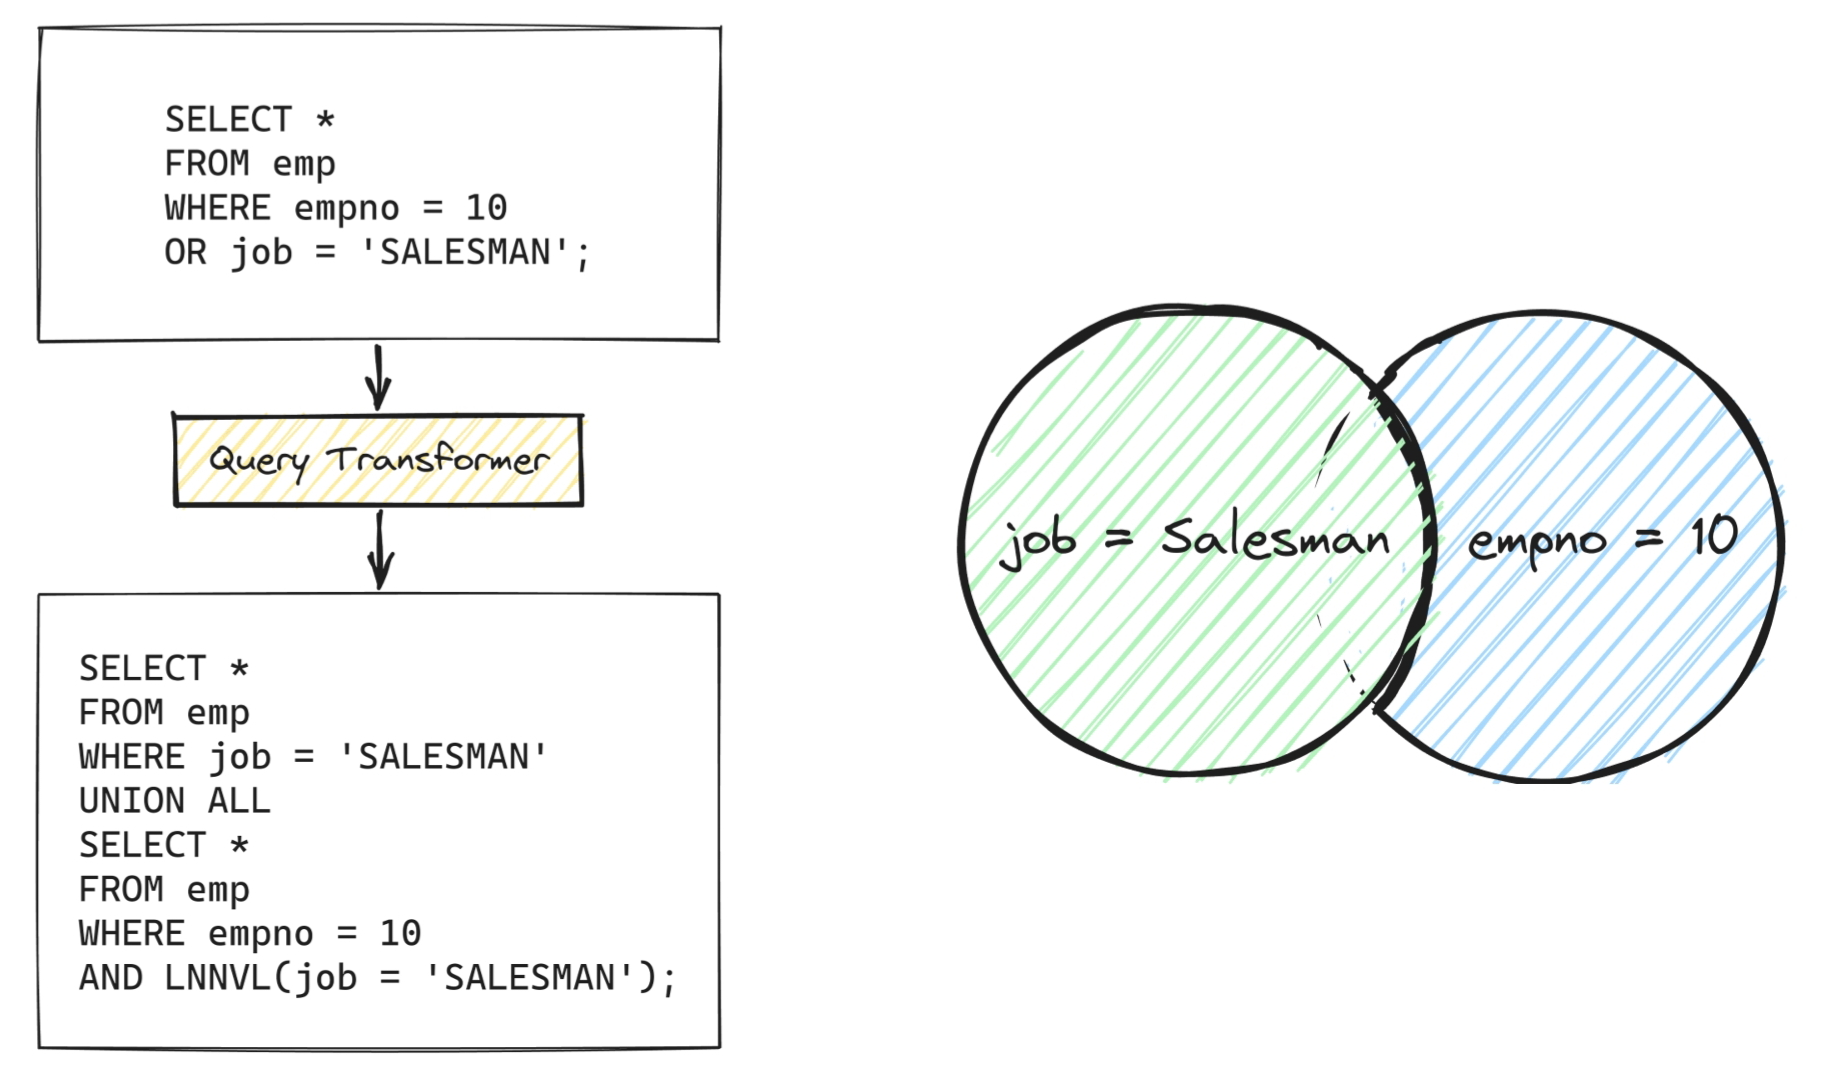 SELECT *
FROM emp
WHERE empno = 10
OR job = 'SALESMAN';
Query Transformer
SELECT *
FROM emp
WHERE job = 'SALESMAN'
UNION ALL
SELECT *
FROM emp
WHERE empno = 10
AND LNNVL(job = 'SALESMAN');
job = Salesman
empno = 10